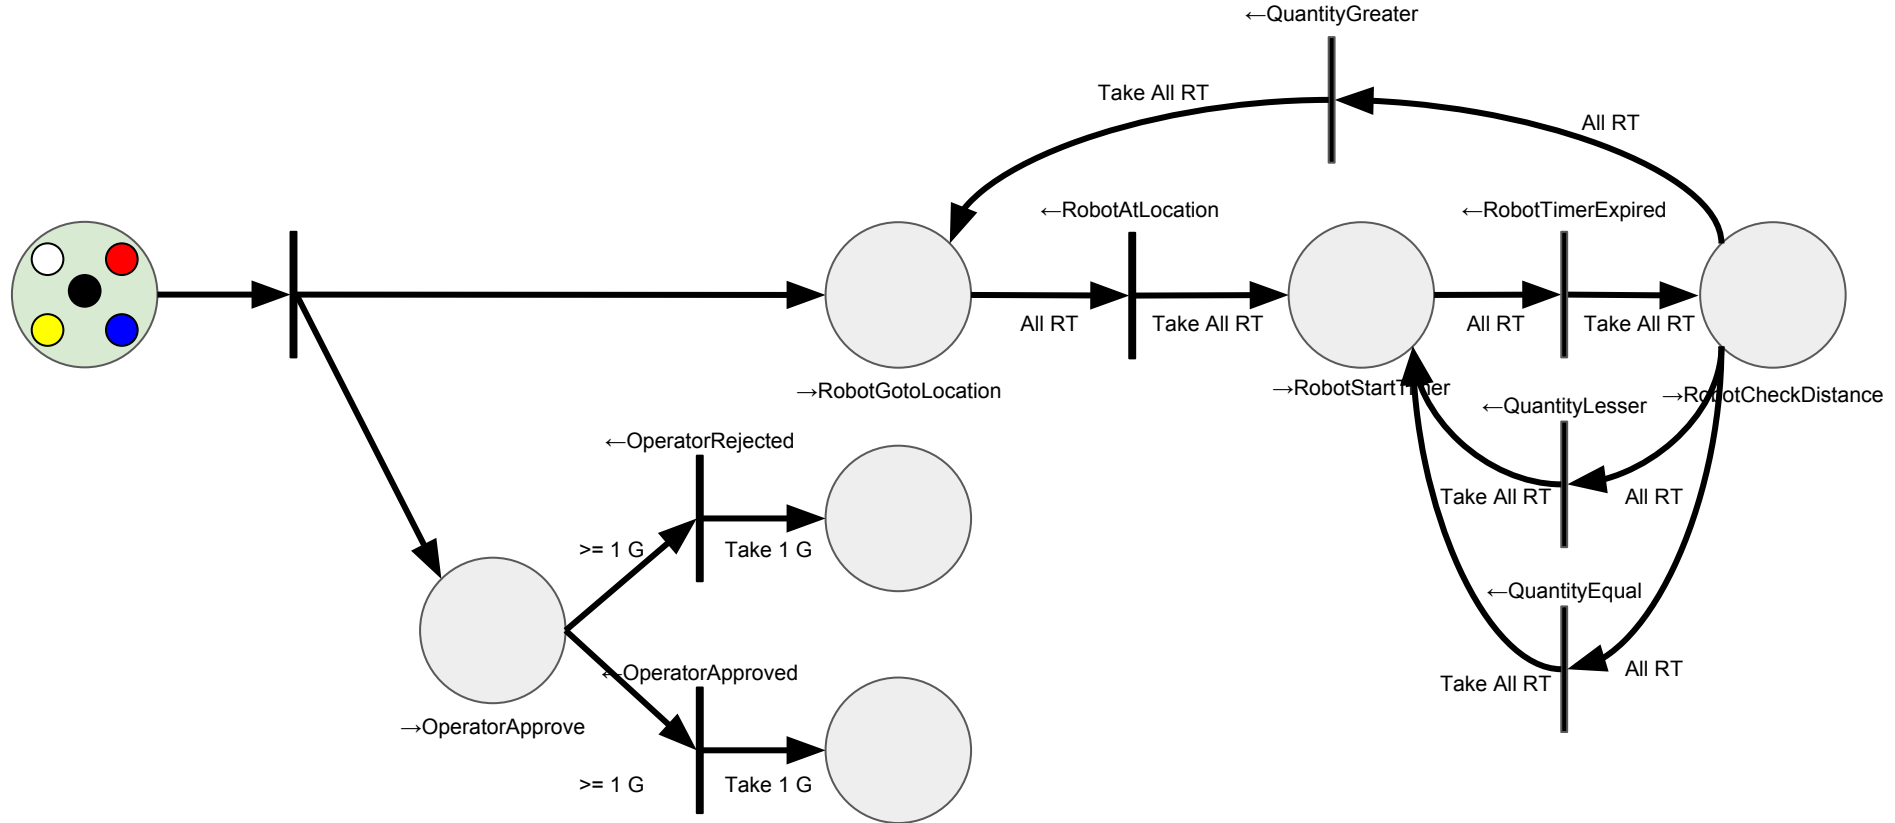 ←QuantityGreater
Take All RT
All RT
←RobotAtLocation
←RobotTimerExpired
All RT
Take All RT
All RT
Take All RT
→RobotGotoLocation
→RobotStartTimer
→RobotCheckDistance
←QuantityLesser
←OperatorRejected
Take All RT
All RT
>= 1 G
Take 1 G
←QuantityEqual
←OperatorApproved
All RT
Take All RT
→OperatorApprove
>= 1 G
Take 1 G